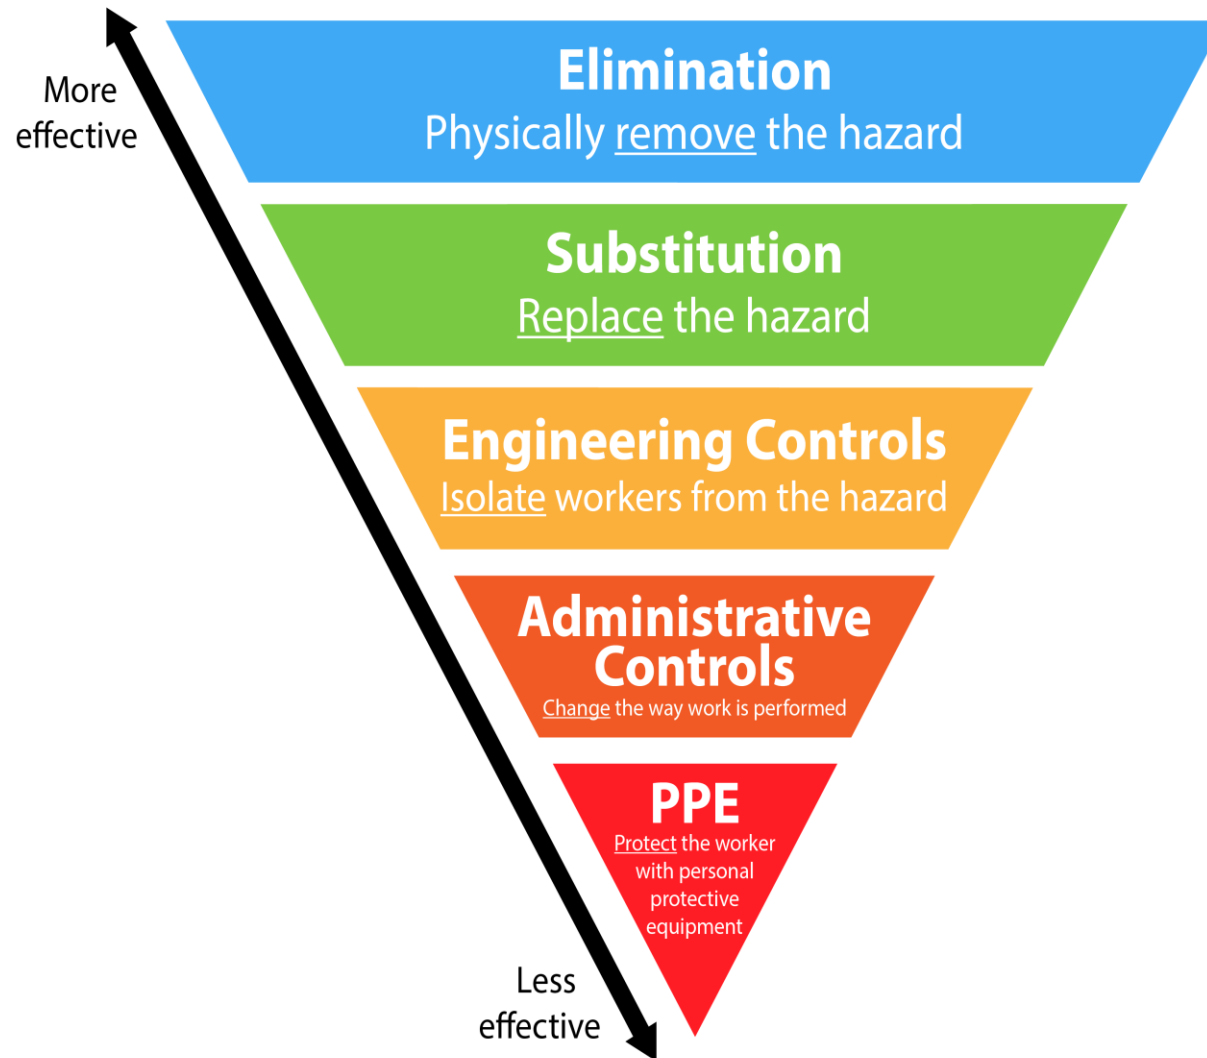 More
effective
Elimination
Physically remove the hazard
Substitution
Replace the hazard
Engineering Controls
Isolate workers from the hazard
Administrative
Controls
Change the way work is performed
PPE
Protect the worker
with personal
protective
equipment
Less
effective